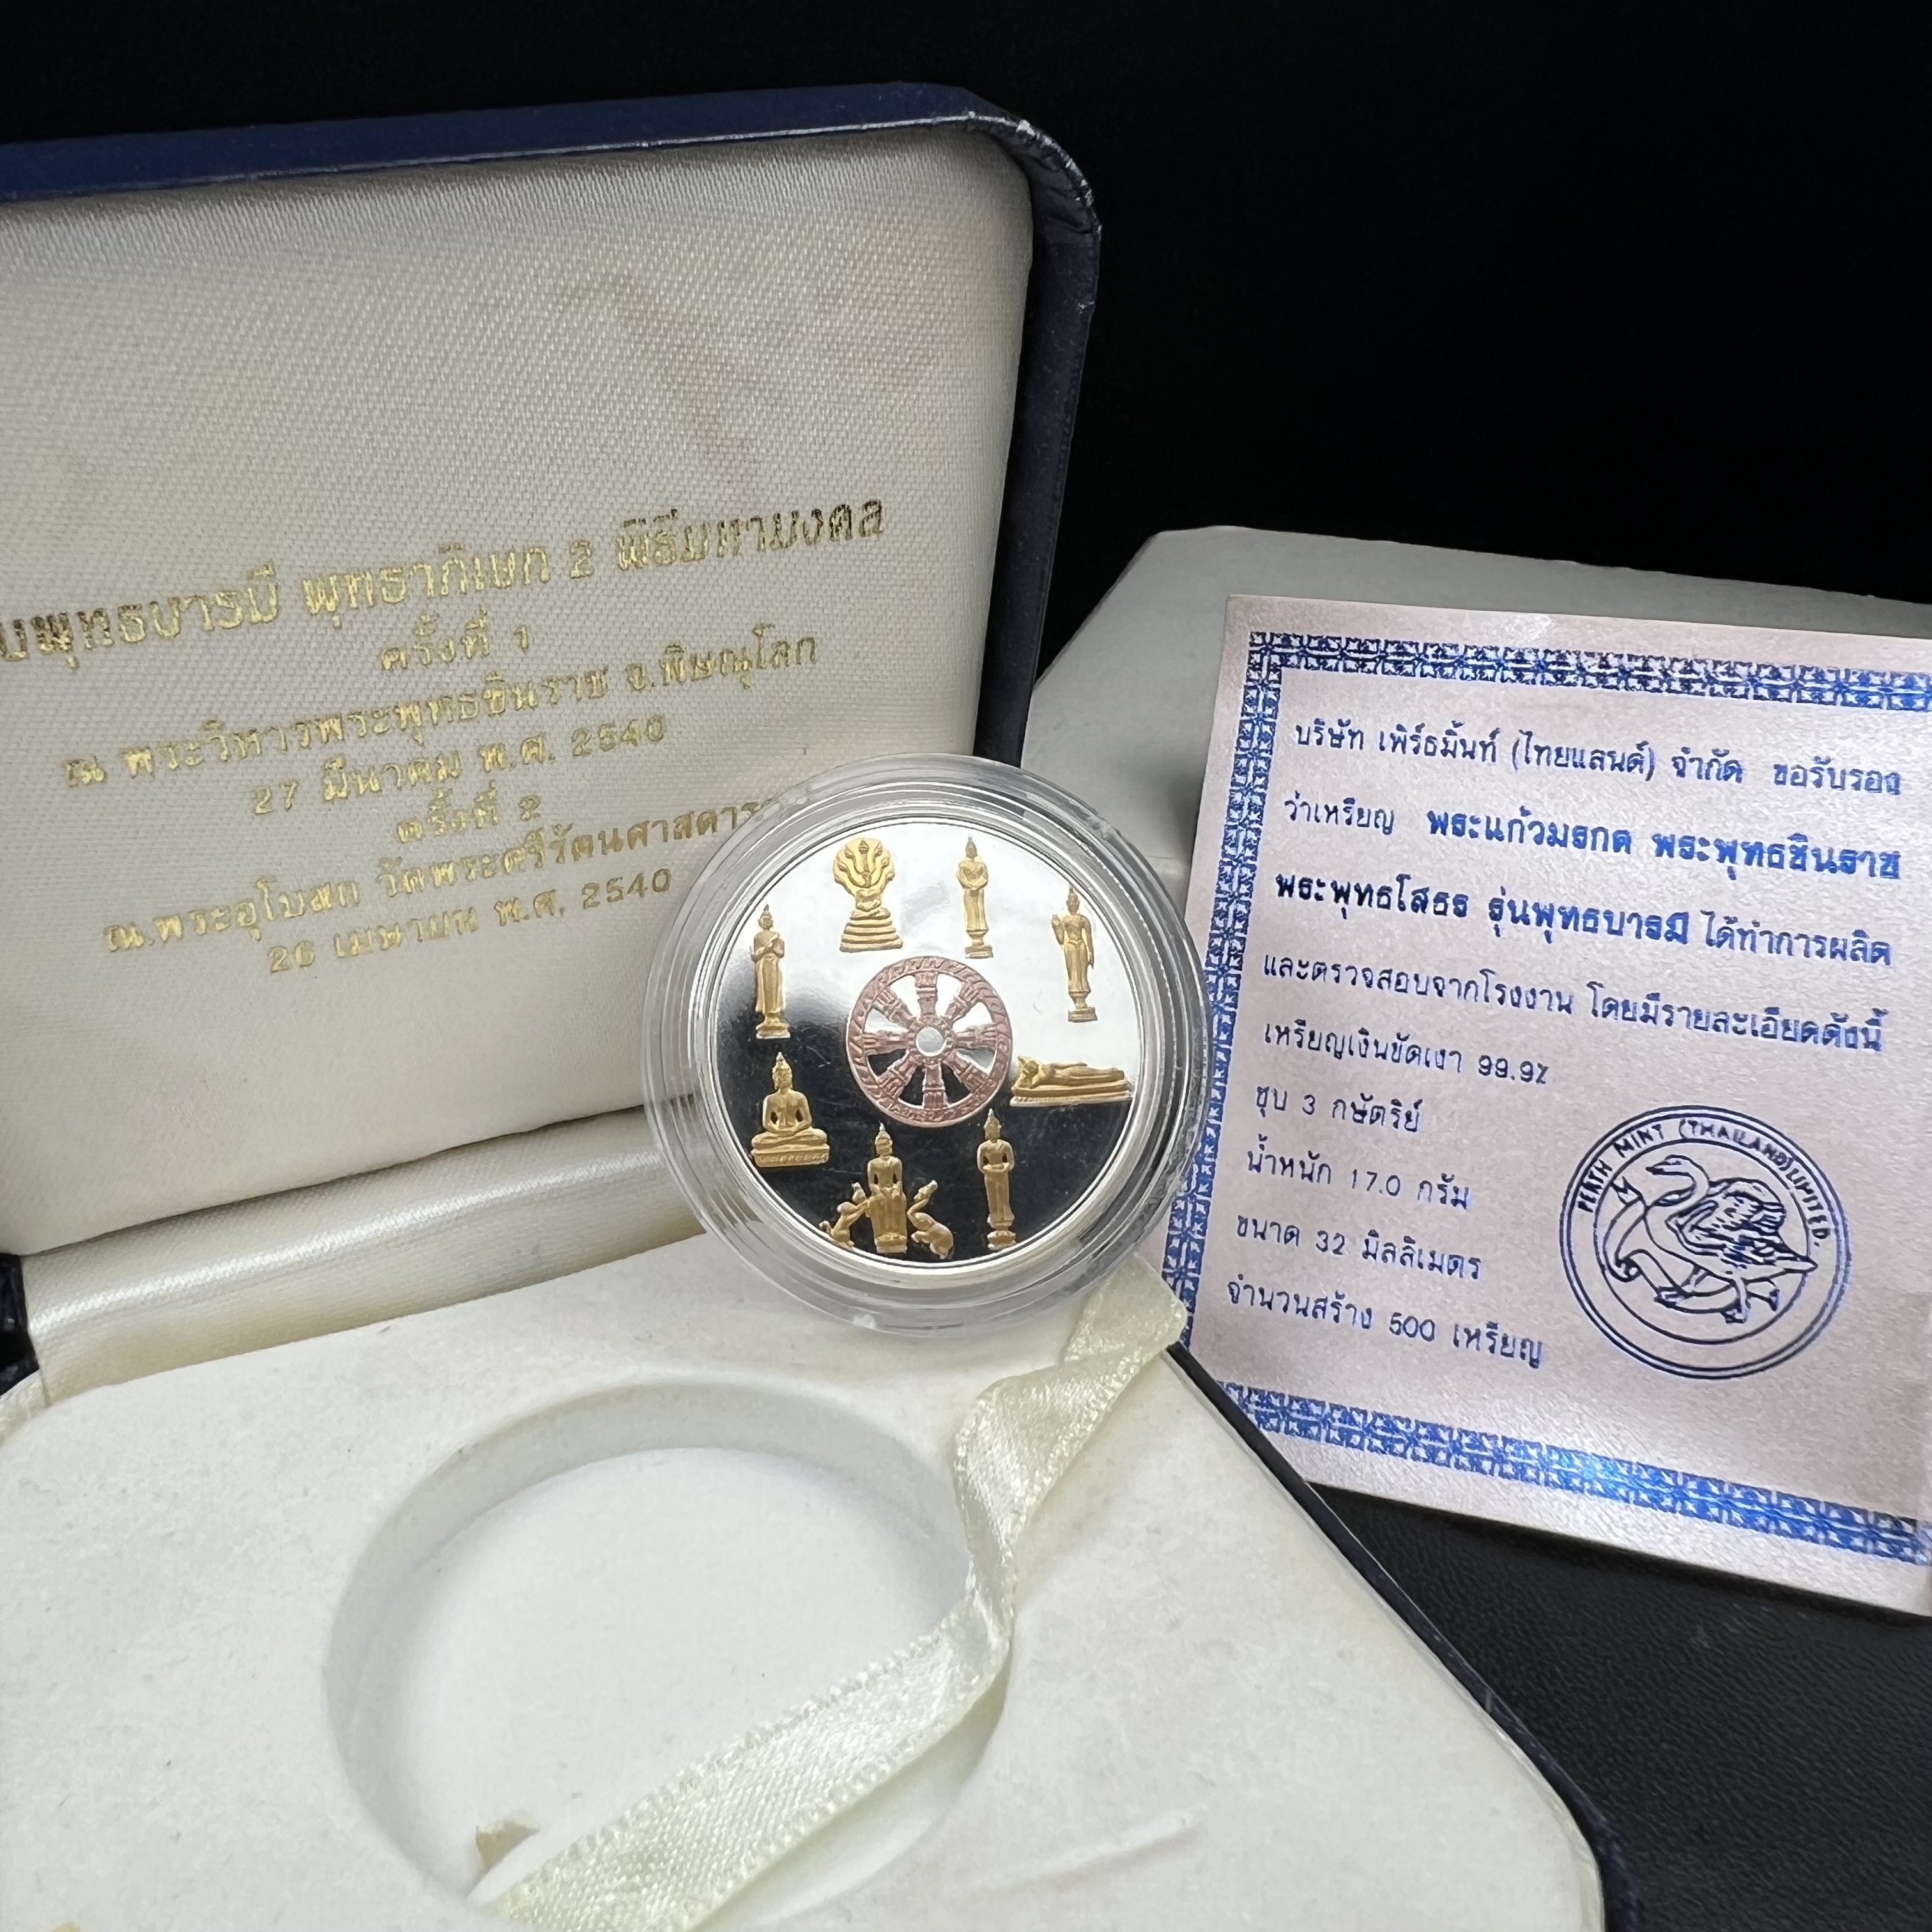 พุทธบารมี พุทธาภิเษก 2 พิธีมหามงคล
ครั้งที่ 1
ณ พระวิหารพระพุทธชินราช จ.พิษณุโลก
27 มีนาคม พ.ศ. 2540
ครั้งที่ 2
ณ.พระอุโบสถ วัดพระศรีรัตนศาสดาร
26 เมษายน พ.ศ. 2540
บริษัท เพิร์ธมิ้นท์ (ไทยแลนด์) จำกัด ขอรับรอง
ว่าเหรียญ พระแก้วมรกต พระพุทธชินราช
พระพุทธโสธร รุ่นพุทธบารมี ได้ทำการผลิต
และตรวจสอบจากโรงงาน โดยมีรายละเอียดดังนี้
เหรียญเงินขัดเงา 99.9%
ชุบ 3 กษัตริย์
น้ำหนัก 17.0 กรัม
ขนาด 32 มิลลิเมตร
จำนวนสร้าง 500 เหรียญ
PERTH MINT (THAILAND) LIMITED.